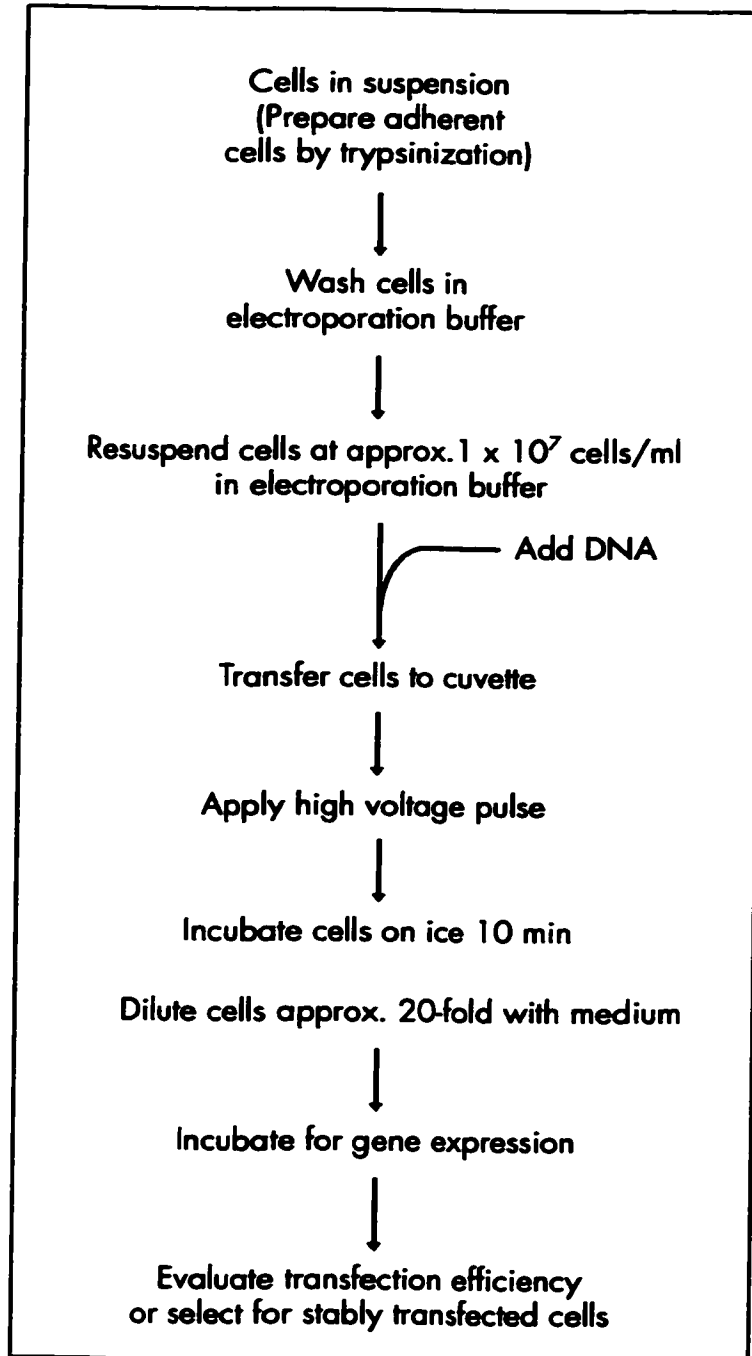 Cells in suspension
(Prepare adherent
cells by trypsinization)
Wash cells in
electroporation buffer
Resuspend cells at approx. 1 x 10⁷ cells/ml
in electroporation buffer
Add DNA
Transfer cells to cuvette
Apply high voltage pulse
Incubate cells on ice 10 min
Dilute cells approx. 20-fold with medium
Incubate for gene expression
Evaluate transfection efficiency
or select for stably transfected cells